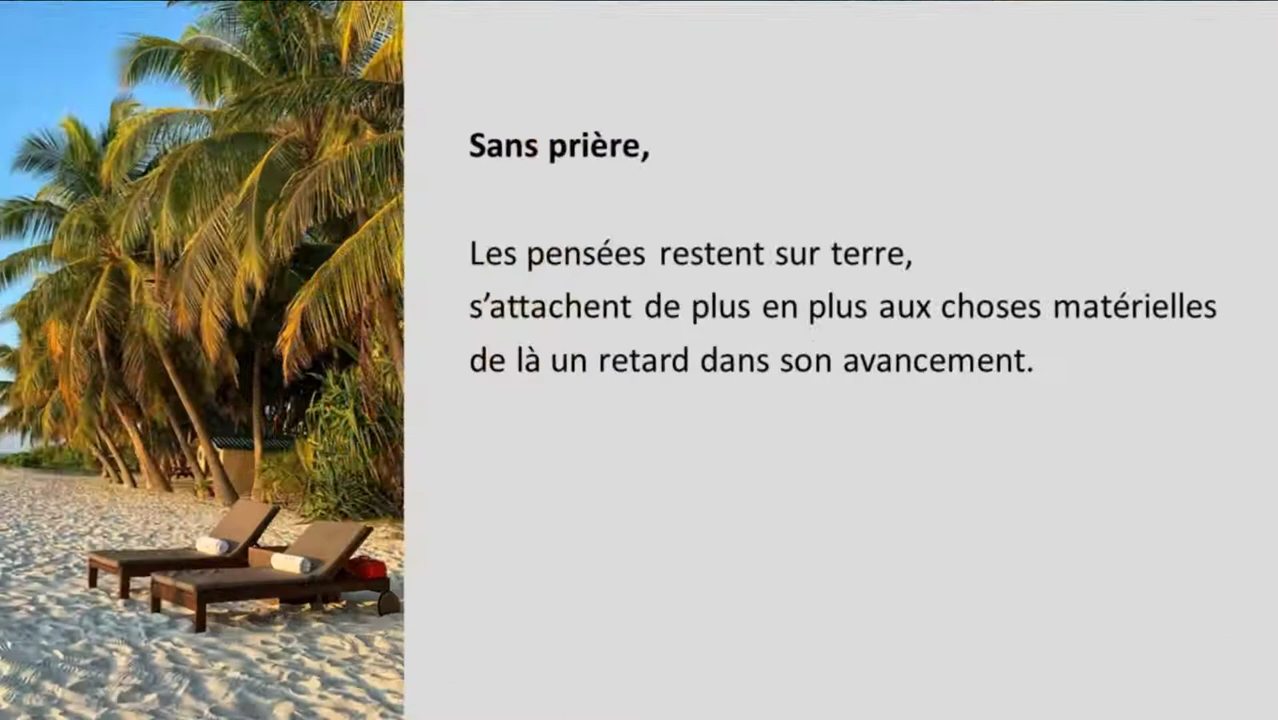 Sans prière,
Les pensées restent sur terre,
s’attachent de plus en plus aux choses matérielles
de là un retard dans son avancement.